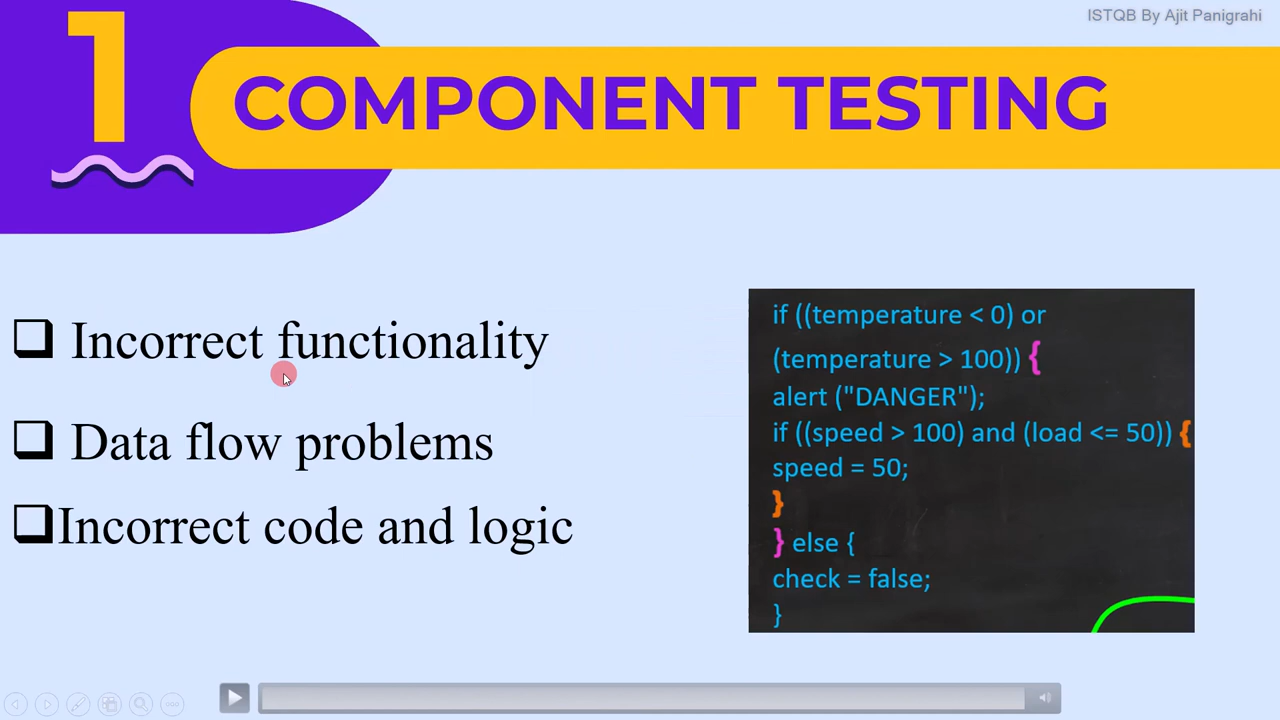 ISTQB By Ajit Panigrahi
1
COMPONENT TESTING
Incorrect functionality
Data flow problems
Incorrect code and logic
if ((temperature < 0) or
(temperature > 100)) {
alert ("DANGER");
if ((speed > 100) and (load <= 50)) {
speed = 50;
}
} else {
check = false;
}